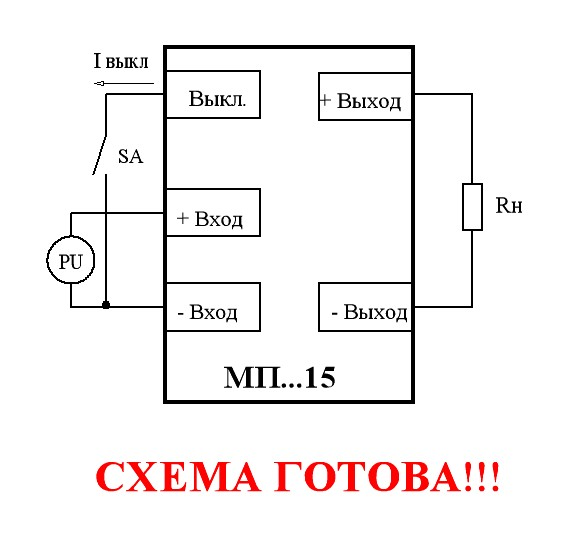 I выкл
Выкл.
+ Выход
SA
+ Вход
Rн
PU
- Вход
- Выход
МП...15
СХЕМА ГОТОВА!!!